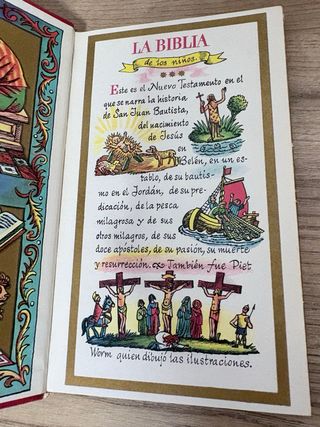 LA BIBLIA
de los niños.
Este es el Nuevo Testamento en el
que se narra la historia
de San Juan Bautista,
del nacimiento
de Jesús
en
Belén, en un es-
tablo, de su bautis-
mo en el Jordán, de su pre-
dicación, de la pesca
milagrosa y de sus
otros milagros, de sus
doce apóstoles, de su pasión, su muerte
y resurrección. También fue Piet
Worm quien dibujó las ilustraciones.